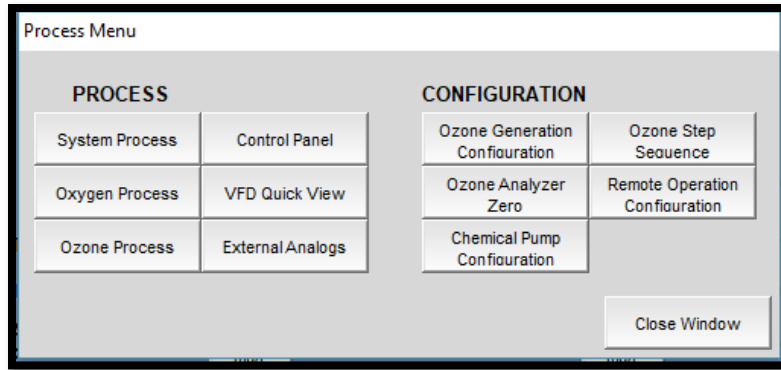 Process Menu
PROCESS
System Process
Control Panel
Oxygen Process
VFD Quick View
Ozone Process
External Analogs
CONFIGURATION
Ozone Generation
Configuration
Ozone Step
Sequence
Ozone Analyzer
Zero
Remote Operation
Configuration
Chemical Pump
Configuration
Close Window